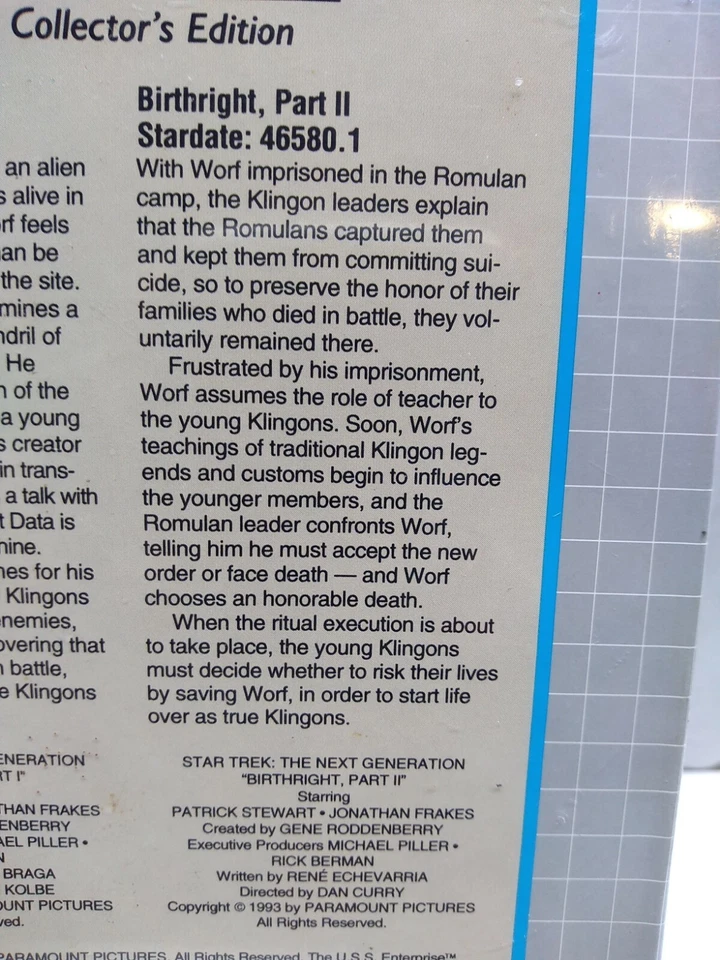 Collector's Edition
an alien
s alive in
rf feels
an be
the site.
mines a
ndril of
He
n of the
a young
s creator
in trans-
a talk with
t Data is
nine.
nes for his
Klingons
enemies,
overing that
n battle,
e Klingons
ENERATION
RT I"
THAN FRAKES
ENBERRY
AEL PILLER •
N
BRAGA
KOLBE
OUNT PICTURES
ved.
Birthright, Part II
Stardate: 46580.1
With Worf imprisoned in the Romulan
camp, the Klingon leaders explain
that the Romulans captured them
and kept them from committing sui-
cide, so to preserve the honor of their
families who died in battle, they vol-
untarily remained there.
Frustrated by his imprisonment,
Worf assumes the role of teacher to
the young Klingons. Soon, Worf's
teachings of traditional Klingon leg-
ends and customs begin to influence
the younger members, and the
Romulan leader confronts Worf,
telling him he must accept the new
order or face death — and Worf
chooses an honorable death.
When the ritual execution is about
to take place, the young Klingons
must decide whether to risk their lives
by saving Worf, in order to start life
over as true Klingons.
STAR TREK: THE NEXT GENERATION
"BIRTHRIGHT, PART II"
Starring
PATRICK STEWART • JONATHAN FRAKES
Created by GENE RODDENBERRY
Executive Producers MICHAEL PILLER •
RICK BERMAN
Written by RENÉ ECHEVARRIA
Directed by DAN CURRY
Copyright © 1993 by PARAMOUNT PICTURES
All Rights Reserved.
PARAMOUNT PICTURES. All Rights Reserved. The U.S.S. Enterprise™